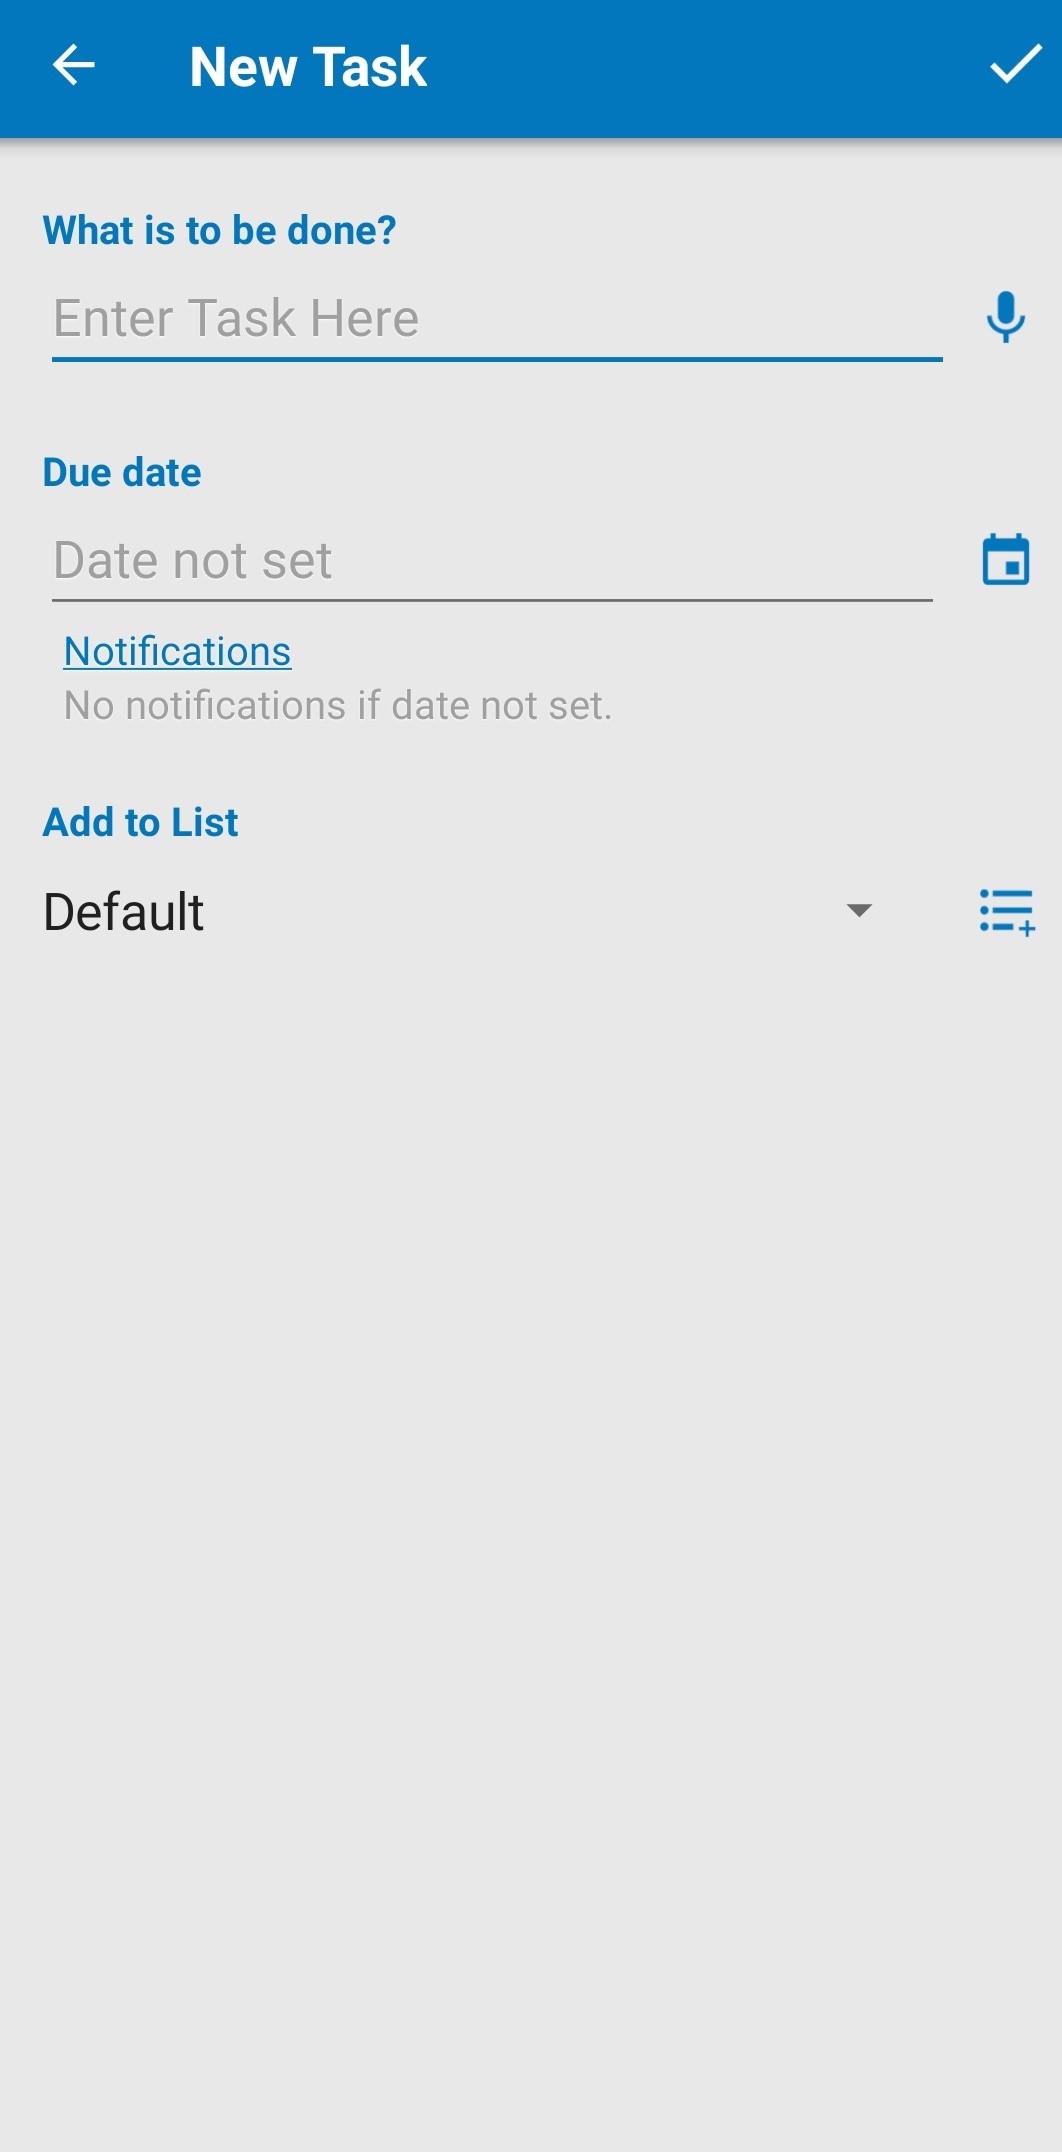 New Task
What is to be done?
Enter Task Here
Due date
Date not set
Notifications
No notifications if date not set.
Add to List
Default